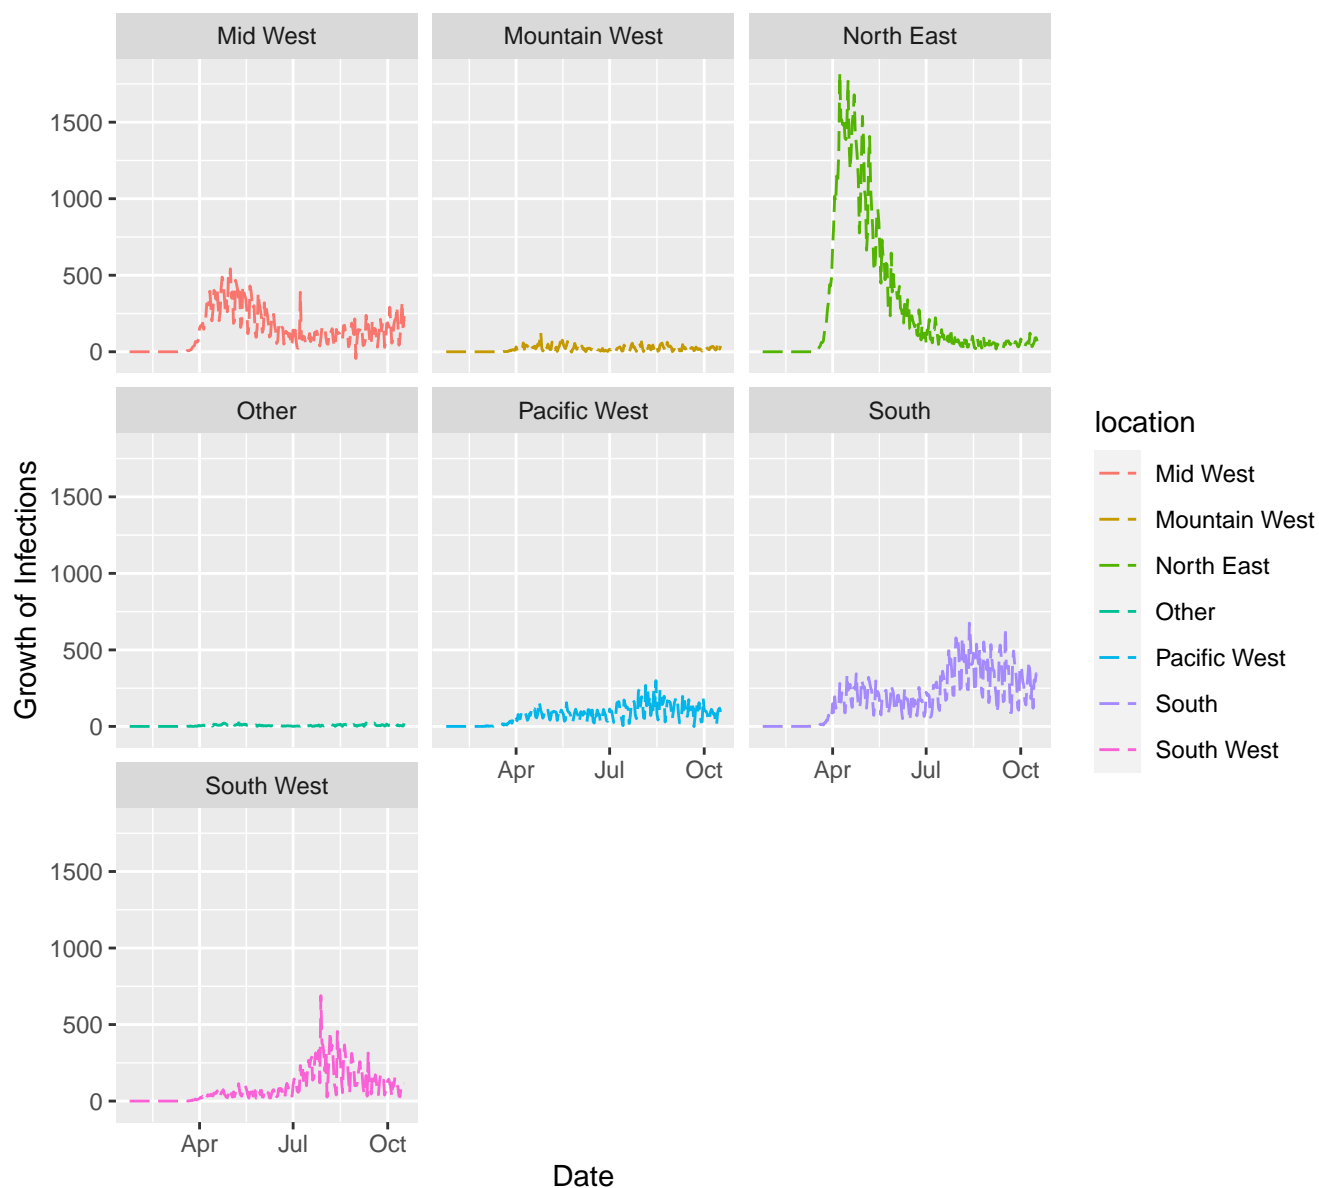 Mid West
Mountain West
North East
1500
1000
500
0
Other
Pacific West
South
1500
1000
500
0
Apr
Jul
Oct
Apr
Jul
Oct
South West
1500
1000
500
0
Apr
Jul
Oct
Date
Growth of Infections
location
Mid West
Mountain West
North East
Other
Pacific West
South
South West